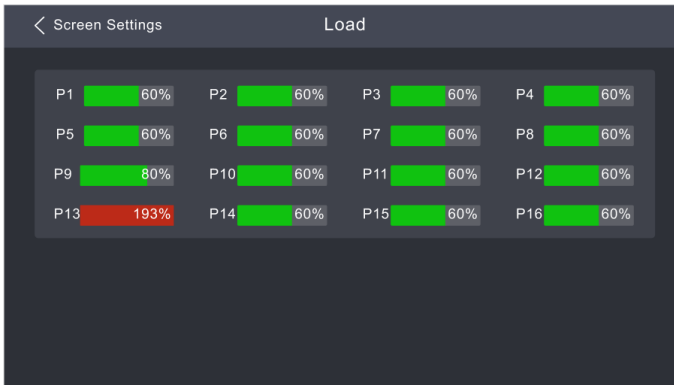 Screen Settings Load
P1 60% P2 60% P3 60% P4 60%
P5 60% P6 60% P7 60% P8 60%
P9 80% P10 60% P11 60% P12 60%
P13 193% P14 60% P15 60% P16 60%